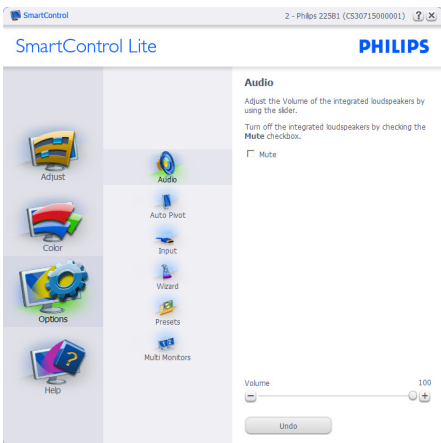 SmartControl
2 - Philips 225B1 (CS30715000001)
SmartControl Lite
PHILIPS
Adjust
Color
Options
Help
Audio
Auto Pivot
Input
Wizard
Presets
Multi Monitors
Audio
Adjust the Volume of the integrated loudspeakers by
using the slider.
Turn off the integrated loudspeakers by checking the
Mute checkbox.
Mute
Volume 100
Undo